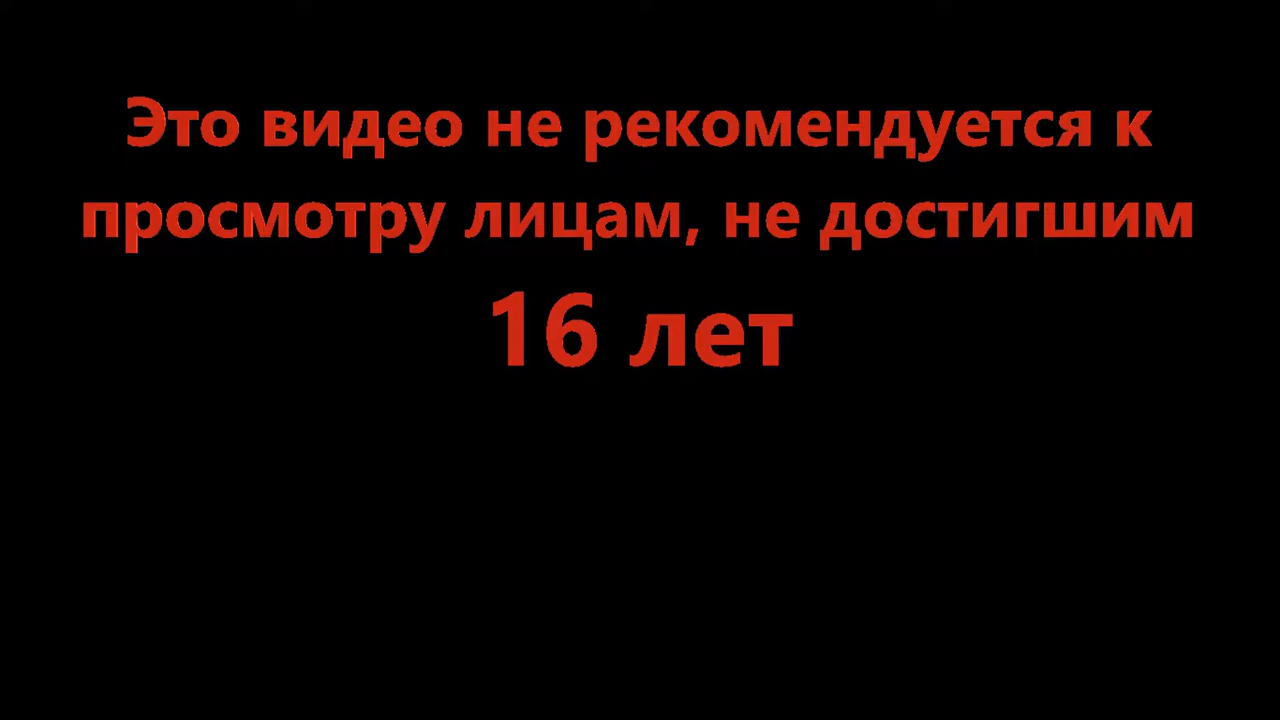 Это видео не рекомендуется к
просмотру лицам, не достигшим
16 лет